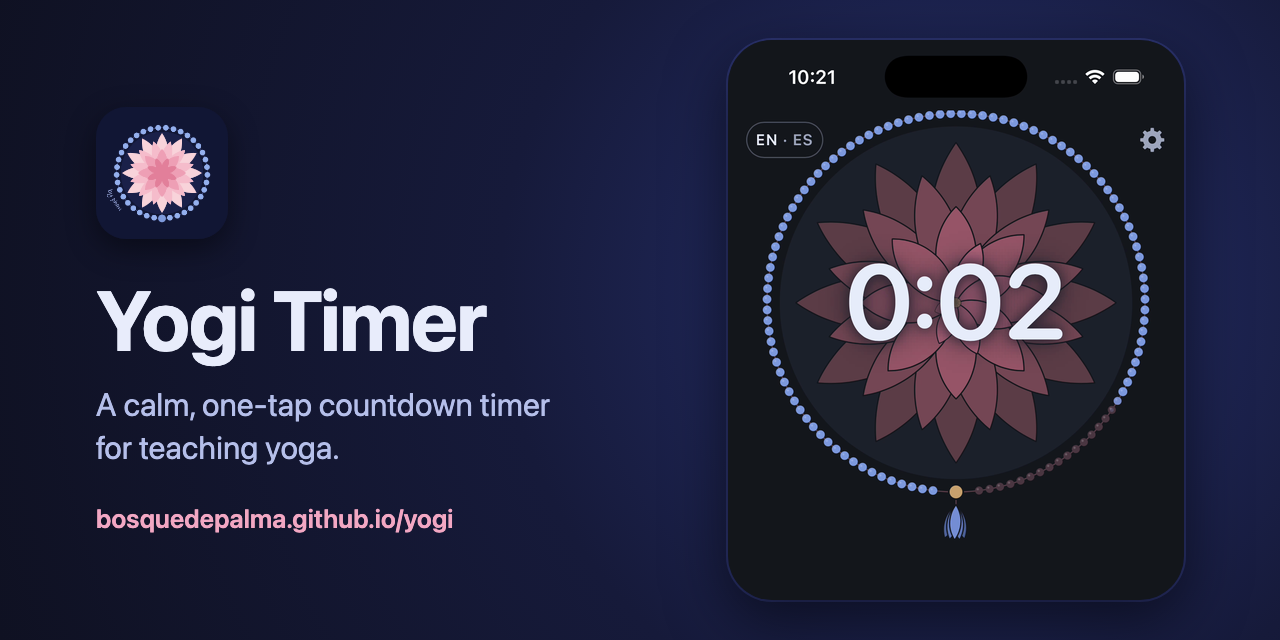 Yogi Timer
A calm, one-tap countdown timer
for teaching yoga.
bosquedepalma.github.io/yogi
10:21
EN · ES
0:02